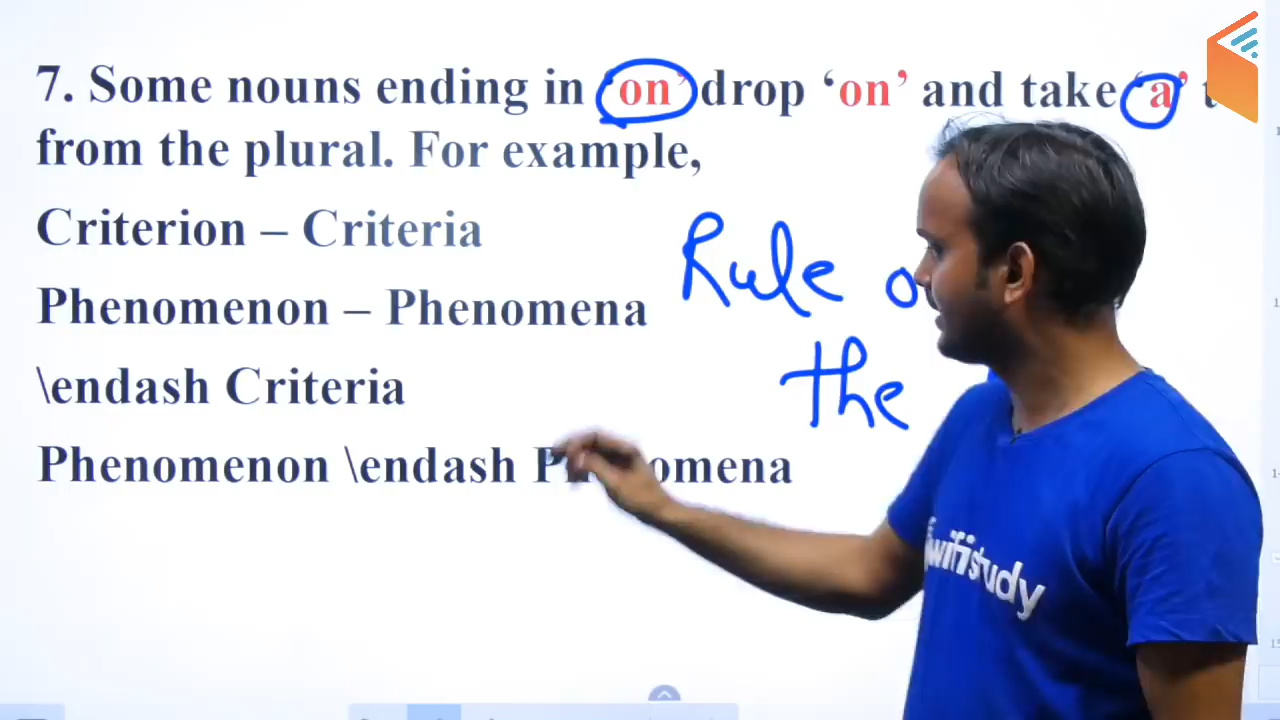 7. Some nouns ending in ‘on’ drop ‘on’ and take ‘a’
from the plural. For example,
Criterion – Criteria
Phenomenon – Phenomena
\endash Criteria
Phenomenon \endash Phenomena
Rule
the
wifistudy